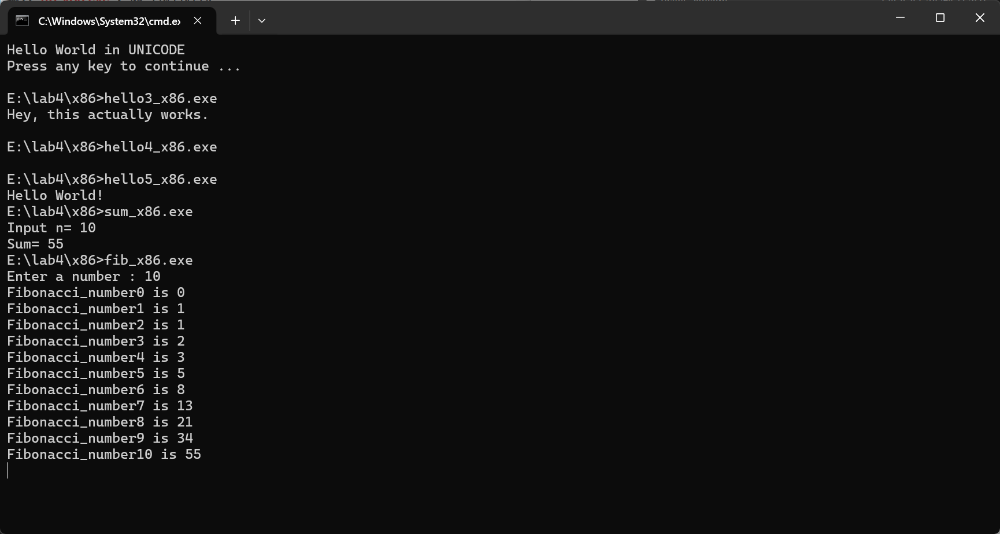 C:\Windows\System32\cmd.ex
Hello World in UNICODE
Press any key to continue ...
E:\lab4\x86>hello3_x86.exe
Hey, this actually works.
E:\lab4\x86>hello4_x86.exe
E:\lab4\x86>hello5_x86.exe
Hello World!
E:\lab4\x86>sum_x86.exe
Input n= 10
Sum= 55
E:\lab4\x86>fib_x86.exe
Enter a number : 10
Fibonacci_number0 is 0
Fibonacci_number1 is 1
Fibonacci_number2 is 1
Fibonacci_number3 is 2
Fibonacci_number4 is 3
Fibonacci_number5 is 5
Fibonacci_number6 is 8
Fibonacci_number7 is 13
Fibonacci_number8 is 21
Fibonacci_number9 is 34
Fibonacci_number10 is 55